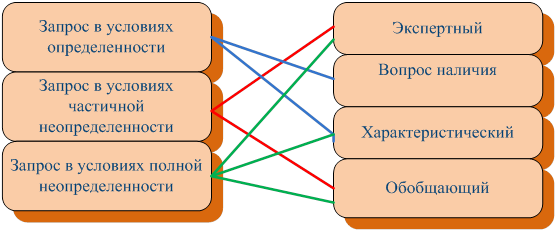 Запрос в условиях
определенности
Запрос в условиях
частичной
неопределенности
Запрос в условиях полной
неопределенности
Экспертный
Вопрос наличия
Характеристический
Обобщающий